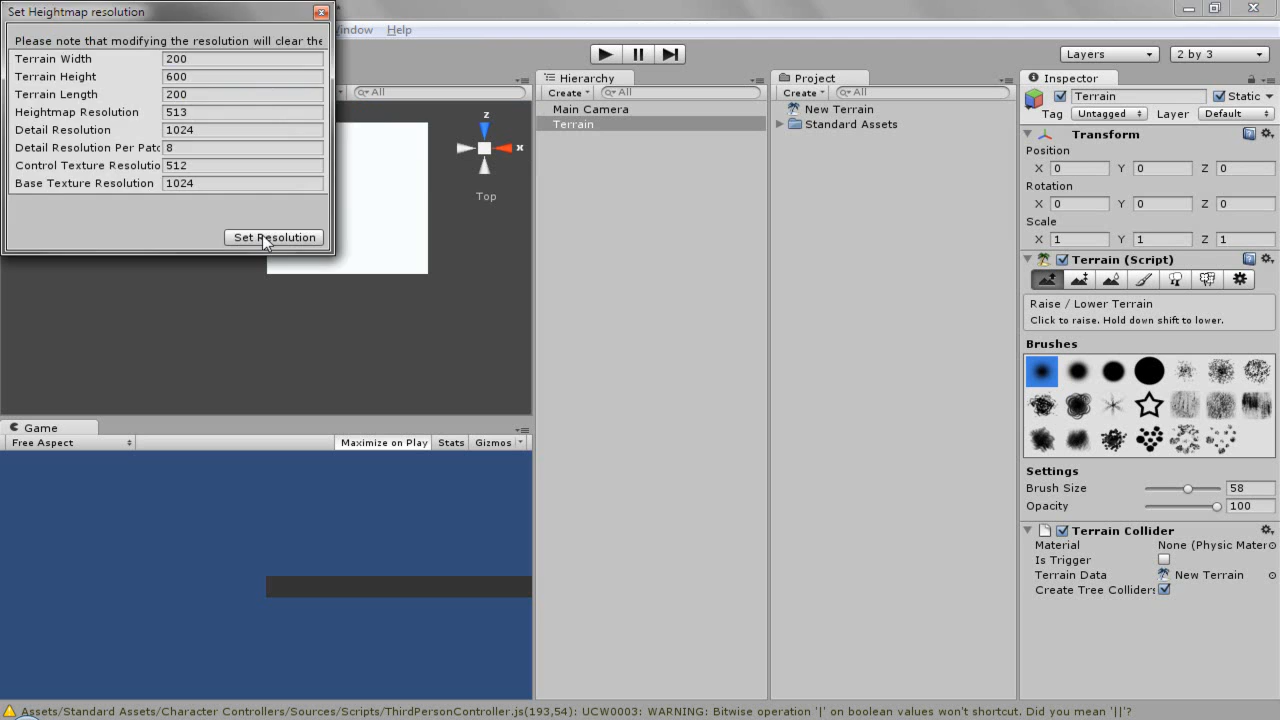 Set Heightmap resolution
Window Help
Please note that modifying the resolution will clear the
Terrain Width 200
Terrain Height 600
Terrain Length 200
Heightmap Resolution 513
Detail Resolution 1024
Detail Resolution Per Patc 8
Control Texture Resolutio 512
Base Texture Resolution 1024
Set Resolution
Layers
2 by 3
All
z
x
Top
Hierarchy
Create All
Main Camera
Terrain
Project
Create All
New Terrain
Standard Assets
Inspector
Terrain Static
Tag Untagged Layer Default
Transform
Position
X 0 Y 0 Z 0
Rotation
X 0 Y 0 Z 0
Scale
X 1 Y 1 Z 1
Terrain (Script)
Raise / Lower Terrain
Click to raise. Hold down shift to lower.
Brushes
Settings
Brush Size 58
Opacity 100
Terrain Collider
Material None (Physic Mater
Is Trigger
Terrain Data New Terrain
Create Tree Colliders
Game
Free Aspect Maximize on Play Stats Gizmos
Assets/Standard Assets/Character Controllers/Sources/Scripts/ThirdPersonController.js(193,54): UCW0003: WARNING: Bitwise operation '|' on boolean values won't shortcut. Did you mean '||'?